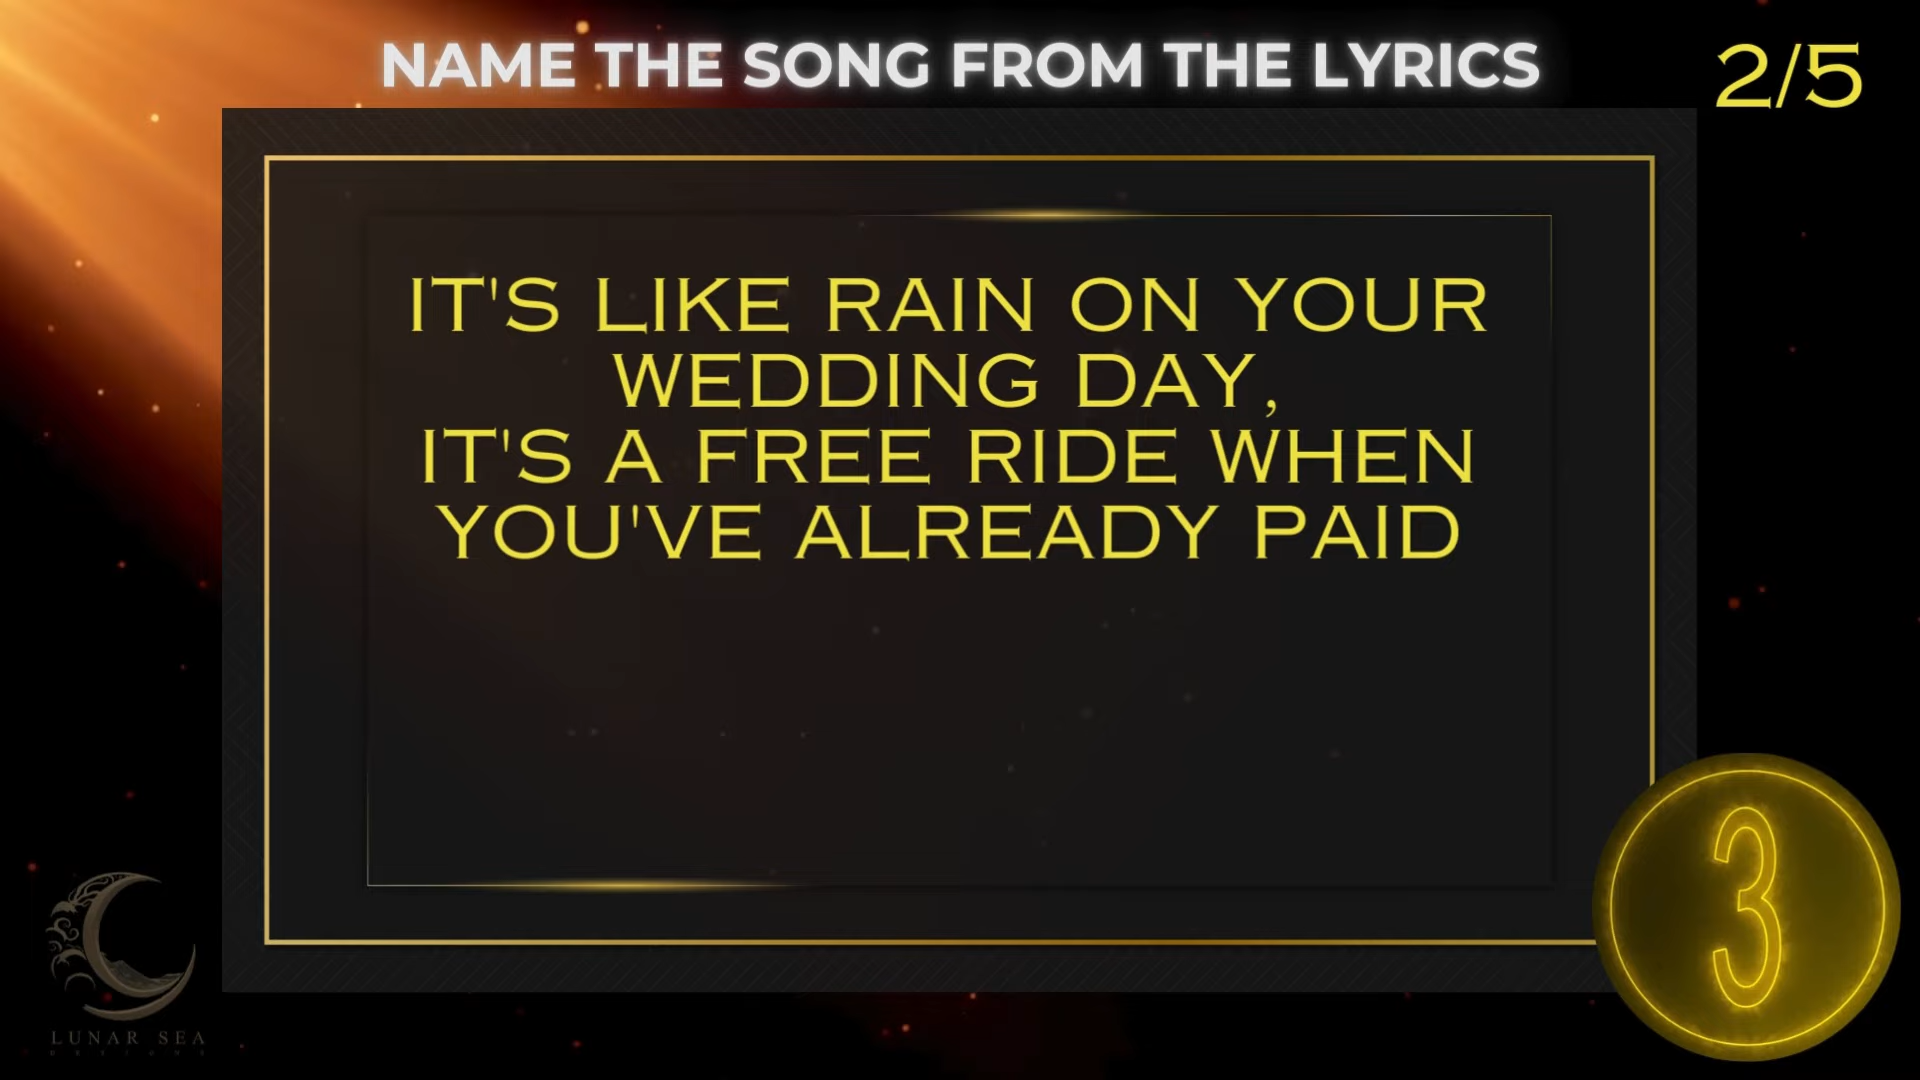 NAME THE SONG FROM THE LYRICS
2/5
IT'S LIKE RAIN ON YOUR
WEDDING DAY,
IT'S A FREE RIDE WHEN
YOU'VE ALREADY PAID
3
LUNAR SEA